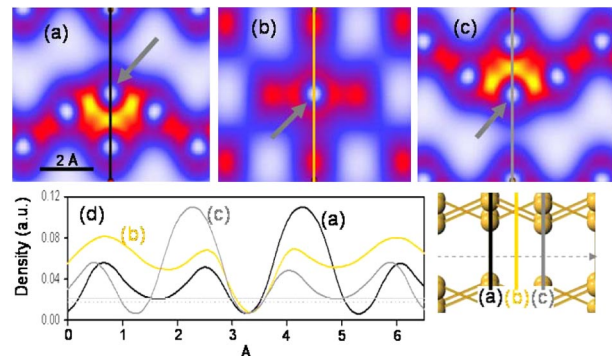 (a)
(b)
(c)
2 Å
Density (a.u.)
0.12
0.08
0.04
0.00
(d)
(b)
(c)
(a)
0 1 2 3 4 5 6
Å
(a) (b) (c)